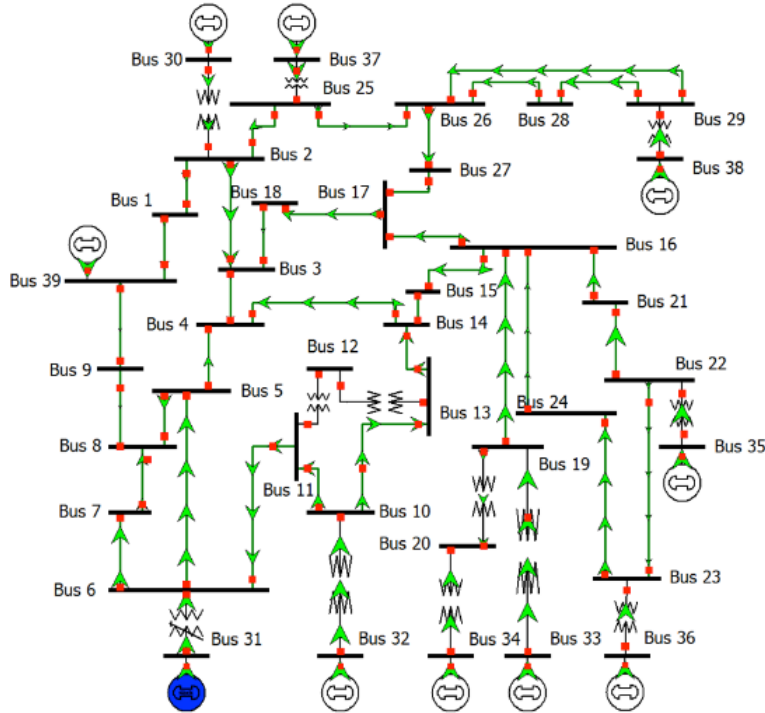 Bus 30
Bus 37
Bus 25
Bus 26
Bus 28
Bus 29
Bus 2
Bus 27
Bus 38
Bus 1
Bus 18
Bus 17
Bus 39
Bus 3
Bus 16
Bus 15
Bus 21
Bus 4
Bus 14
Bus 9
Bus 12
Bus 22
Bus 5
Bus 13
Bus 24
Bus 8
Bus 11
Bus 19
Bus 35
Bus 7
Bus 10
Bus 20
Bus 6
Bus 23
Bus 31
Bus 32
Bus 34
Bus 33
Bus 36